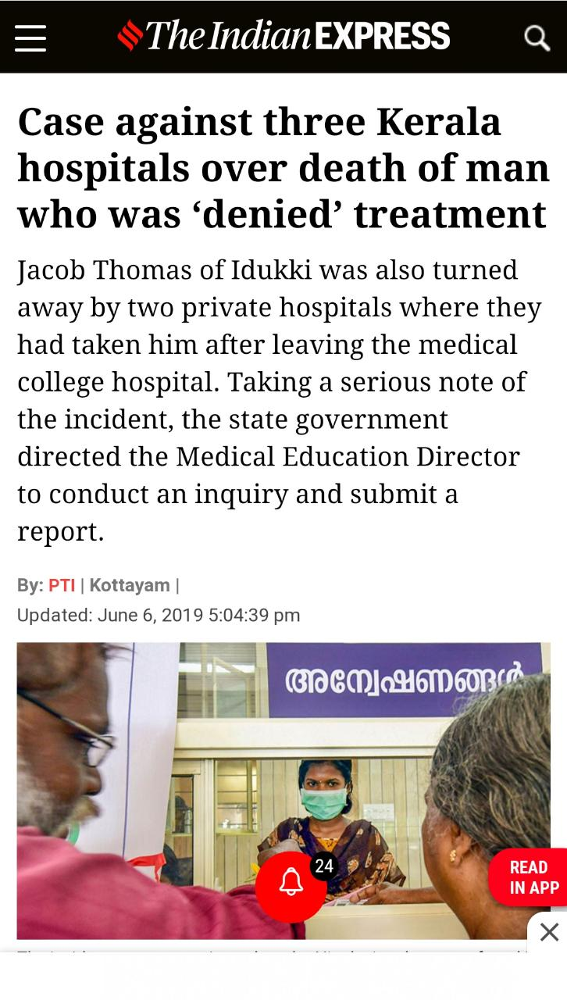 The Indian EXPRESS
Case against three Kerala
hospitals over death of man
who was ‘denied’ treatment
Jacob Thomas of Idukki was also turned
away by two private hospitals where they
had taken him after leaving the medical
college hospital. Taking a serious note of
the incident, the state government
directed the Medical Education Director
to conduct an inquiry and submit a
report.
By: PTI | Kottayam |
Updated: June 6, 2019 5:04:39 pm
അന്വേഷണങ്ങൾ
24
READ
IN APP